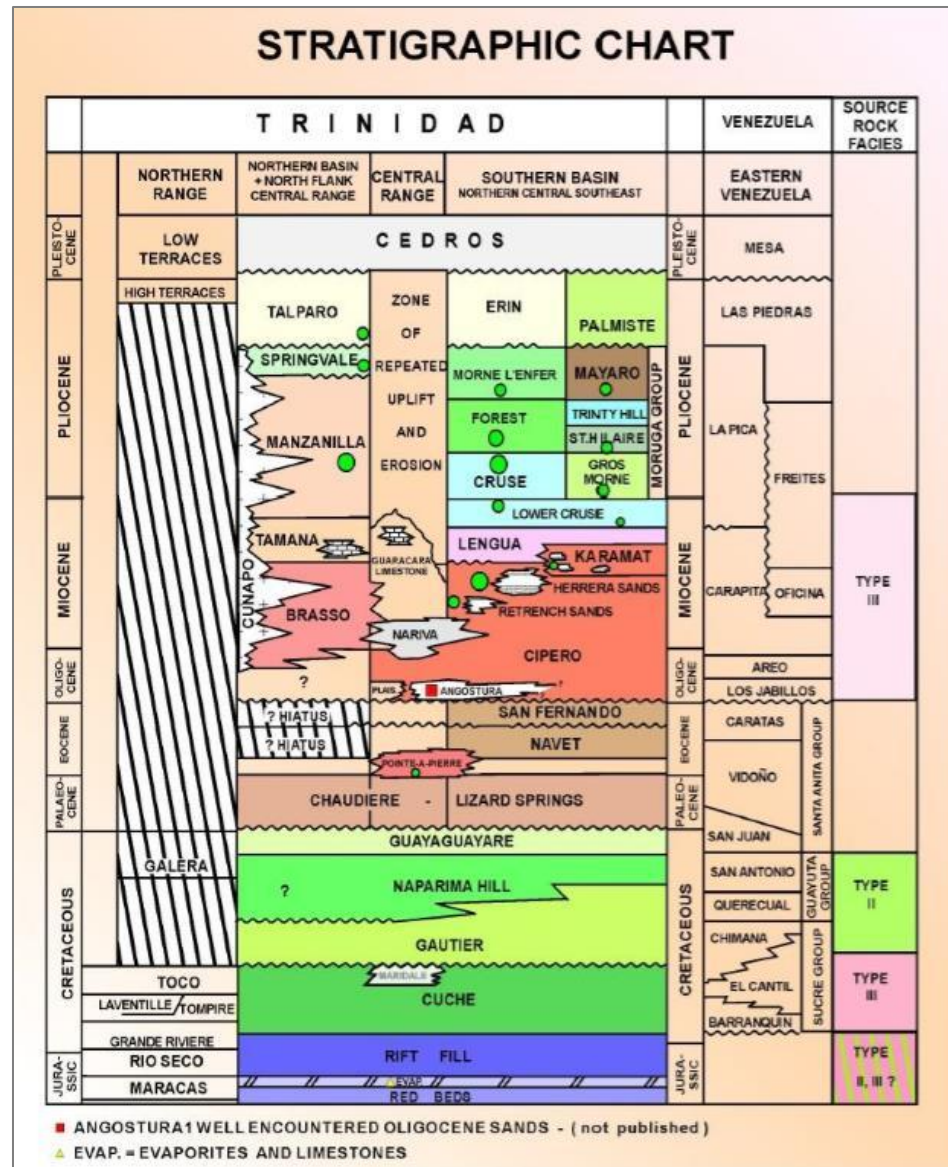 STRATIGRAPHIC CHART
TRINIDAD
VENEZUELA
SOURCE
ROCK
FACIES
NORTHERN
RANGE
NORTHERN BASIN
+ NORTH FLANK
CENTRAL RANGE
CENTRAL
RANGE
SOUTHERN BASIN
NORTHERN CENTRAL SOUTHEAST
EASTERN
VENEZUELA
PLEISTO-
CENE
LOW
TERRACES
CEDROS
PLEISTO-
CENE
MESA
HIGH TERRACES
TALPARO
ZONE
OF
REPEATED
UPLIFT
AND
EROSION
ERIN
PALMISTE
LAS PIEDRAS
PLIOCENE
SPRINGVALE
MORNE L'ENFER
MAYARO
MORUGA GROUP
PLIOCENE
FOREST
TRINTY HILL
ST.HILAIRE
LA PICA
MANZANILLA
CRUSE
GROS
MORNE
FREITES
LOWER CRUSE
MIOCENE
CUNAPO
TAMANA
GUARACARA
LIMESTONE
LENGUA
KARAMAT
MIOCENE
HERRERA SANDS
RETRENCH SANDS
CARAPITA
OFICINA
TYPE
III
BRASSO
NARIVA
CIPERO
OLIGO-
CENE
?
PLAIS.
ANGOSTURA
?
OLIGO-
CENE
AREO
LOS JABILLOS
EOCENE
? HIATUS
? HIATUS
SAN FERNANDO
NAVET
POINTE-A-PIERRE
EOCENE
CARATAS
VIDOÑO
SANTA ANITA GROUP
PALAEO-
CENE
CHAUDIERE - LIZARD SPRINGS
PALEO-
CENE
SAN JUAN
CRETACEOUS
GUAYAGUAYARE
GALERA
?
NAPARIMA HILL
CRETACEOUS
SAN ANTONIO
QUERECUAL
GUAYUTA
GROUP
TYPE
II
GAUTIER
CHIMANA
EL CANTIL
BARRANQUIN
SUCRE GROUP
TYPE
III
TOCO
MARIDALE
CUCHE
LAVENTILLE/TOMPIRE
GRANDE RIVIERE
JURA-
SSIC
RIO SECO
RIFT FILL
JURA-
SSIC
TYPE
II, III ?
MARACAS
EVAP.
RED BEDS
ANGOSTURA1 WELL ENCOUNTERED OLIGOCENE SANDS - ( not published )
EVAP. = EVAPORITES AND LIMESTONES